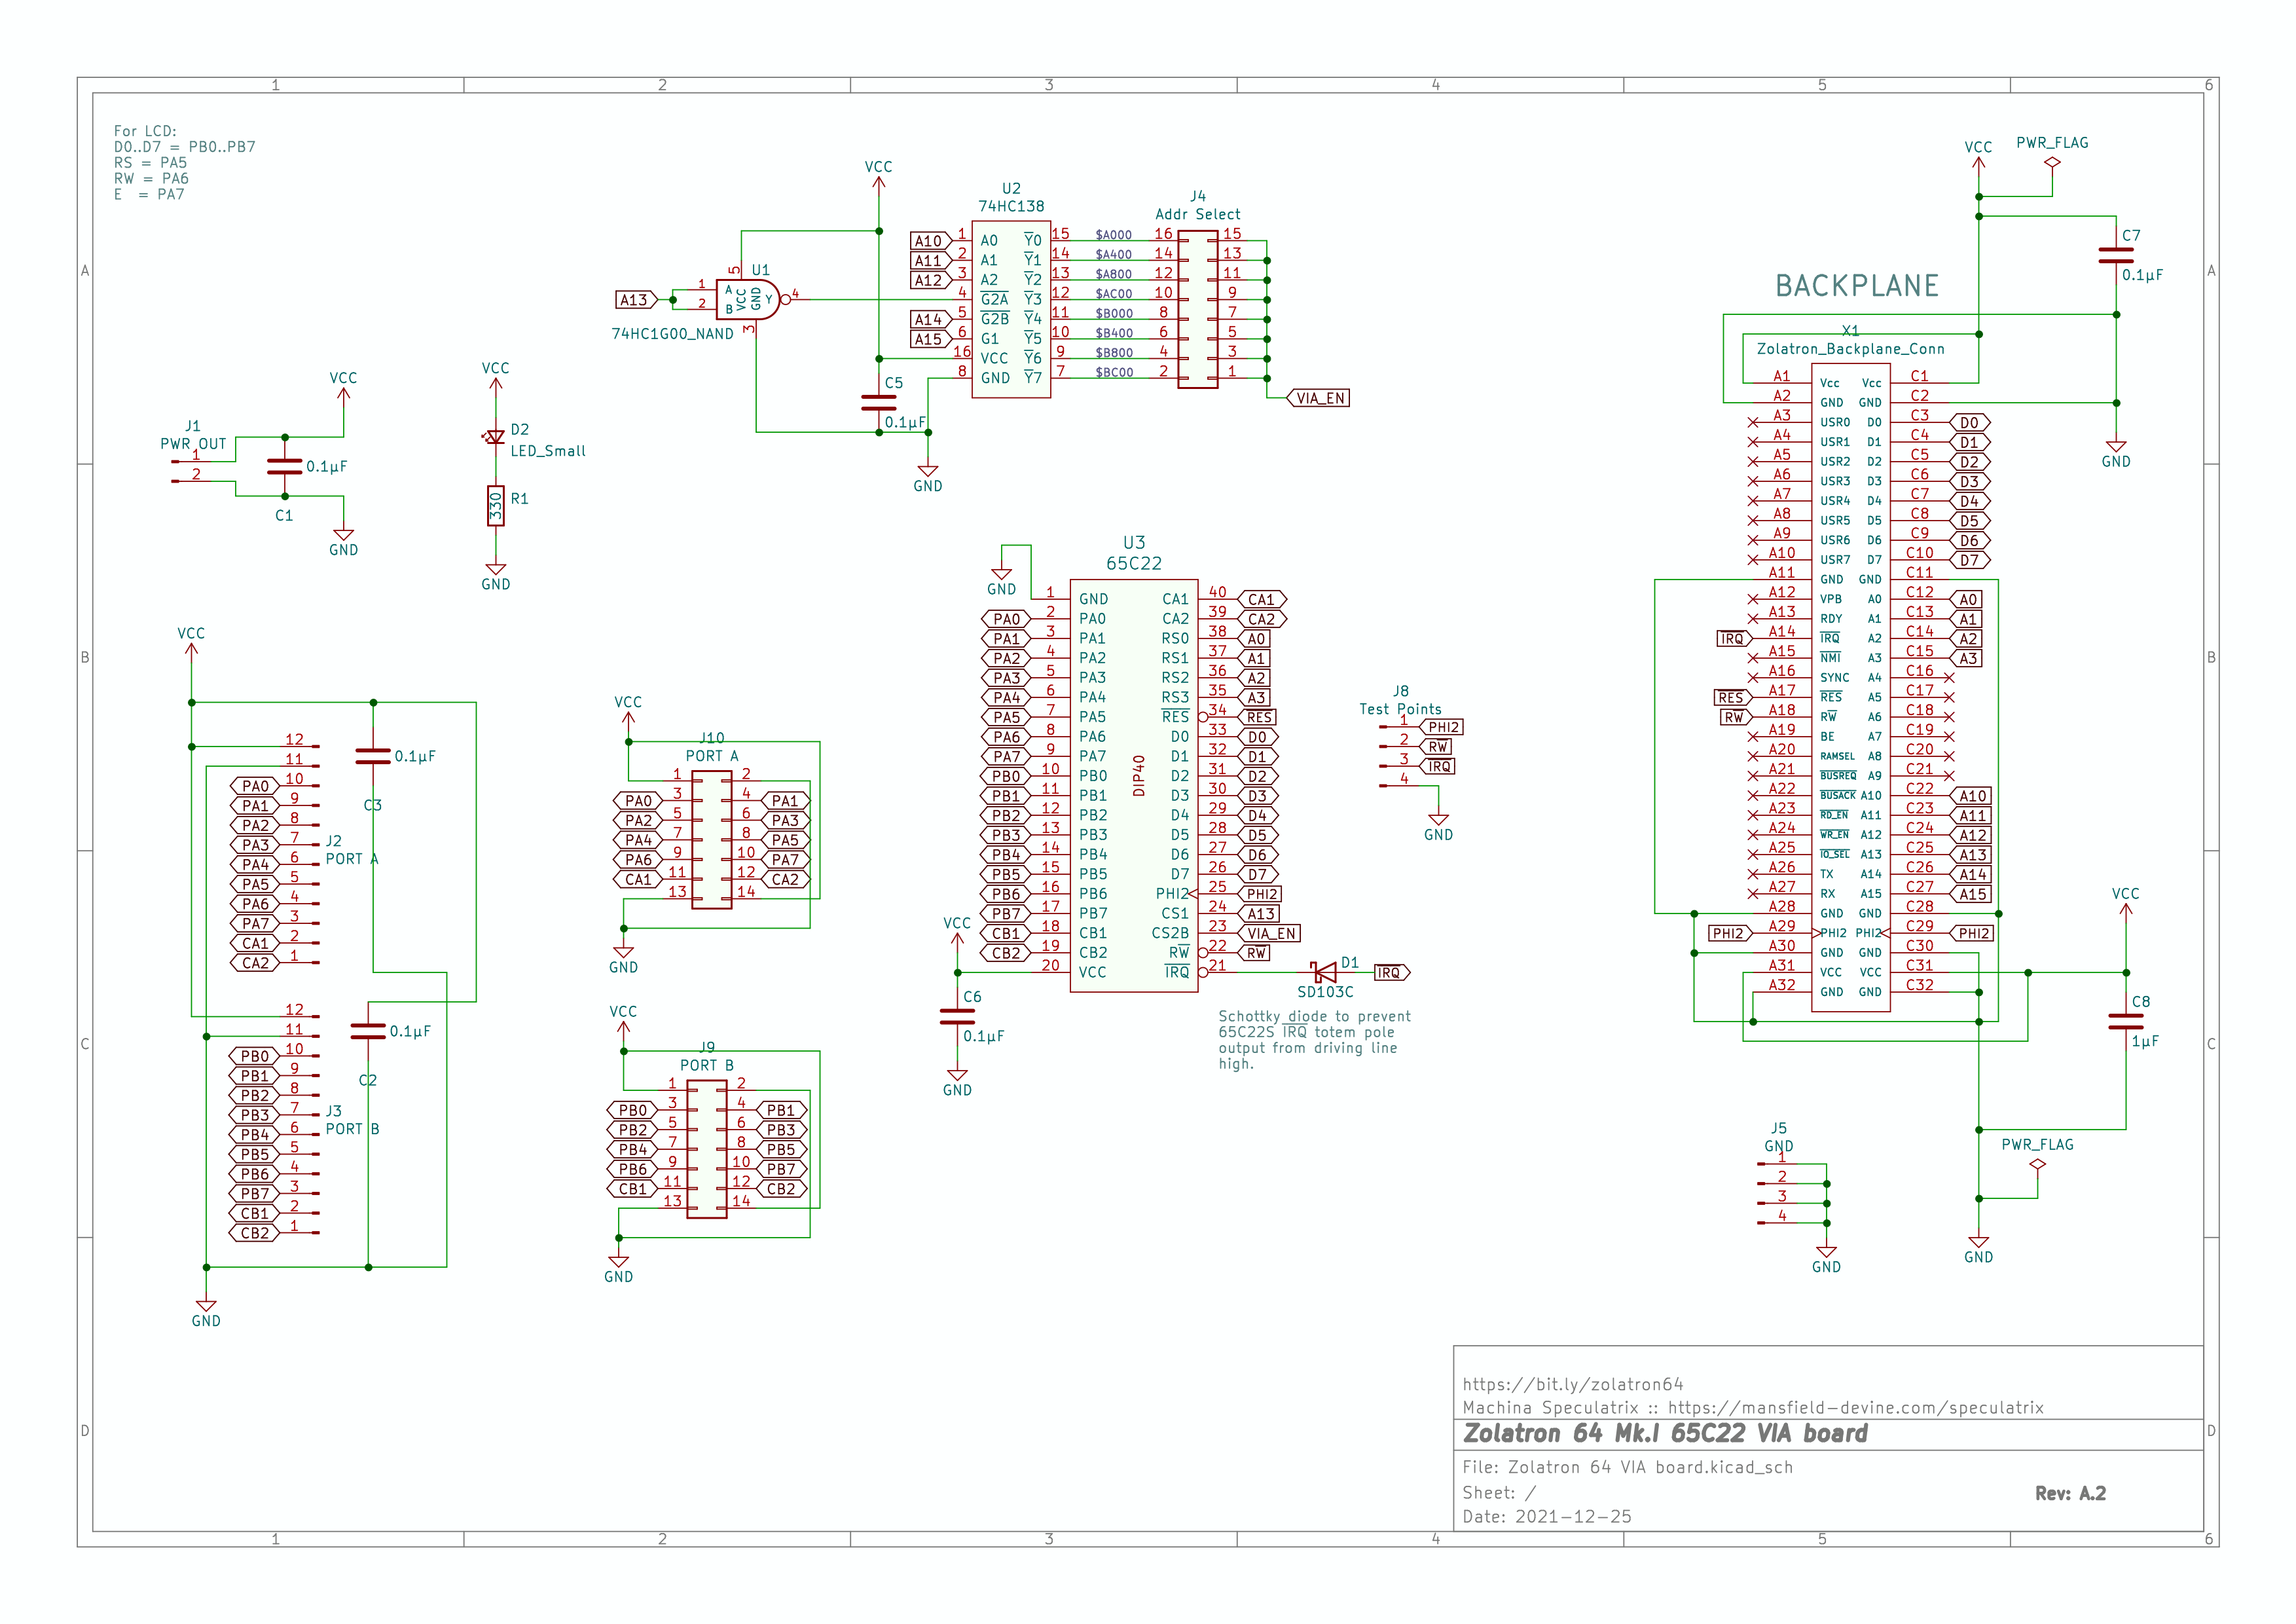 1 2 3 4 5 6
For LCD:
D0..D7 = PB0..PB7
RS = PA5
RW = PA6
E = PA7
A
B
C
D
J1
PWR_OUT
1
2
VCC
0.1µF
C1
GND
VCC
D2
LED_Small
330
R1
GND
VCC
A13
1 A
2 B
5
VCC
GND
Y
4
3
U1
74HC1G00_NAND
C5
0.1µF
GND
U2
74HC138
A10 1 A0 Y0 15 $A000
A11 2 A1 Y1 14 $A400
A12 3 A2 Y2 13 $A800
4 G2A Y3 12 $AC00
A14 5 G2B Y4 11 $B000
A15 6 G1 Y5 10 $B400
16 VCC Y6 9 $B800
8 GND Y7 7 $BC00
J4
Addr Select
16 15
14 13
12 11
10 9
8 7
6 5
4 3
2 1
VIA_EN
VCC
12
11
PA0 10
PA1 9
PA2 8
PA3 7
PA4 6
PA5 5
PA6 4
PA7 3
CA1 2
CA2 1
J2
PORT A
0.1µF
C3
12
11
PB0 10
PB1 9
PB2 8
PB3 7
PB4 6
PB5 5
PB6 4
PB7 3
CB1 2
CB2 1
J3
PORT B
0.1µF
C2
GND
VCC
J10
PORT A
1 2
PA0 3 4 PA1
PA2 5 6 PA3
PA4 7 8 PA5
PA6 9 10 PA7
CA1 11 12 CA2
13 14
GND
VCC
J9
PORT B
1 2
PB0 3 4 PB1
PB2 5 6 PB3
PB4 7 8 PB5
PB6 9 10 PB7
CB1 11 12 CB2
13 14
GND
U3
65C22
GND
DIP40
1 GND CA1 40 CA1
PA0 2 PA0 CA2 39 CA2
PA1 3 PA1 RS0 38 A0
PA2 4 PA2 RS1 37 A1
PA3 5 PA3 RS2 36 A2
PA4 6 PA4 RS3 35 A3
PA5 7 PA5 RES 34 RES
PA6 8 PA6 D0 33 D0
PA7 9 PA7 D1 32 D1
PB0 10 PB0 D2 31 D2
PB1 11 PB1 D3 30 D3
PB2 12 PB2 D4 29 D4
PB3 13 PB3 D5 28 D5
PB4 14 PB4 D6 27 D6
PB5 15 PB5 D7 26 D7
PB6 16 PB6 PHI2 25 PHI2
PB7 17 PB7 CS1 24 A13
CB1 18 CB1 CS2B 23 VIA_EN
CB2 19 CB2 RW 22 RW
20 VCC IRQ 21
VCC
C6
0.1µF
GND
D1
SD103C
IRQ
Schottky diode to prevent
65C22S IRQ totem pole
output from driving line
high.
J8
Test Points
1 PHI2
2 RW
3 IRQ
4
GND
VCC
PWR_FLAG
C7
0.1µF
GND
BACKPLANE
X1
Zolatron_Backplane_Conn
A1 Vcc Vcc C1
A2 GND GND C2
A3 USR0 D0 C3 D0
A4 USR1 D1 C4 D1
A5 USR2 D2 C5 D2
A6 USR3 D3 C6 D3
A7 USR4 D4 C7 D4
A8 USR5 D5 C8 D5
A9 USR6 D6 C9 D6
A10 USR7 D7 C10 D7
A11 GND GND C11
A12 VPB A0 C12 A0
A13 RDY A1 C13 A1
IRQ A14 IRQ A2 C14 A2
A15 NMI A3 C15 A3
A16 SYNC A4 C16
RES A17 RES A5 C17
RW A18 RW A6 C18
A19 BE A7 C19
A20 RAMSEL A8 C20
A21 BUSREQ A9 C21
A22 BUSACK A10 C22 A10
A23 RD_EN A11 C23 A11
A24 WR_EN A12 C24 A12
A25 IO_SEL A13 C25 A13
A26 TX A14 C26 A14
A27 RX A15 C27 A15
A28 GND GND C28
PHI2 A29 PHI2 PHI2 C29 PHI2
A30 GND GND C30
A31 VCC VCC C31
A32 GND GND C32
VCC
C8
1µF
J5
GND
1
2
3
4
GND
PWR_FLAG
GND
https://bit.ly/zolatron64
Machina Speculatrix :: https://mansfield-devine.com/speculatrix
Zolatron 64 Mk.I 65C22 VIA board
File: Zolatron 64 VIA board.kicad_sch
Sheet: /
Rev: A.2
Date: 2021-12-25
A
B
C
D
1 2 3 4 5 6